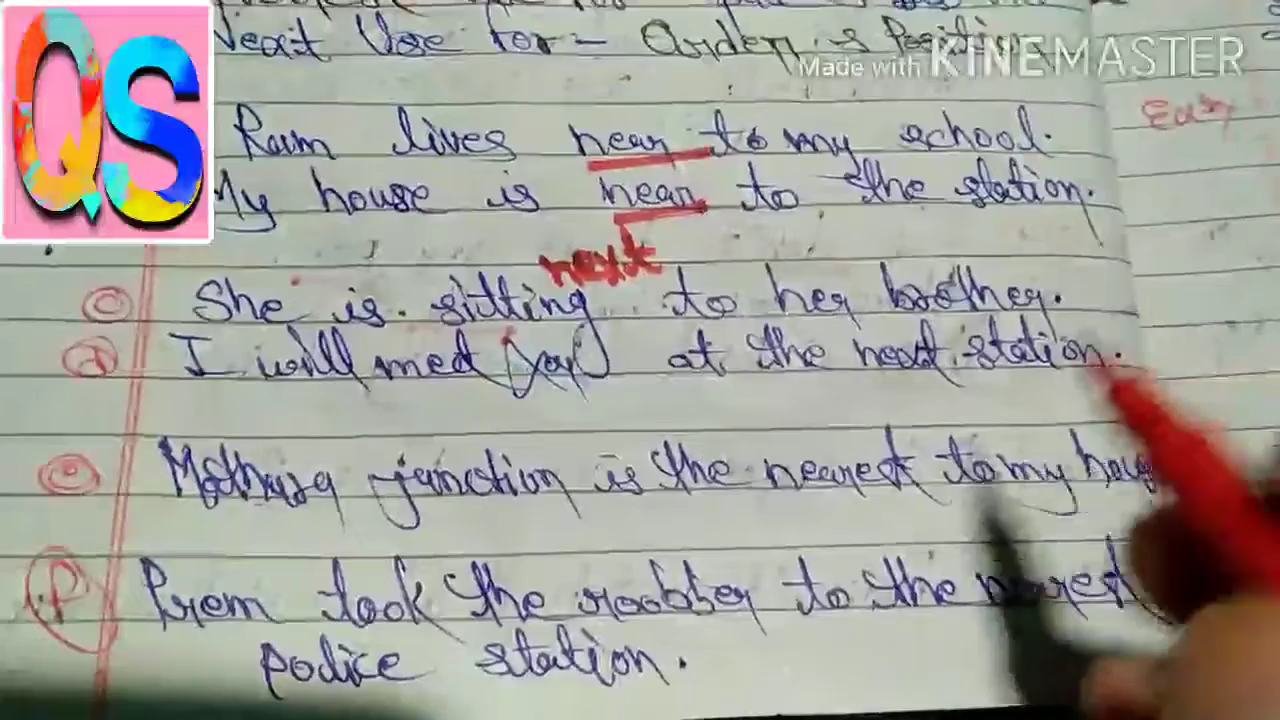 Next Use for - Order & Position
Made with KINEMASTER
QS
Ram lives near to my school.
My house is near to the station.
next
(c) She is sitting to her brother.
(d) I will meet you at the next station.
(e) Mathura junction is the nearest to my
(f) Prem took the robber to the nearest
police station.